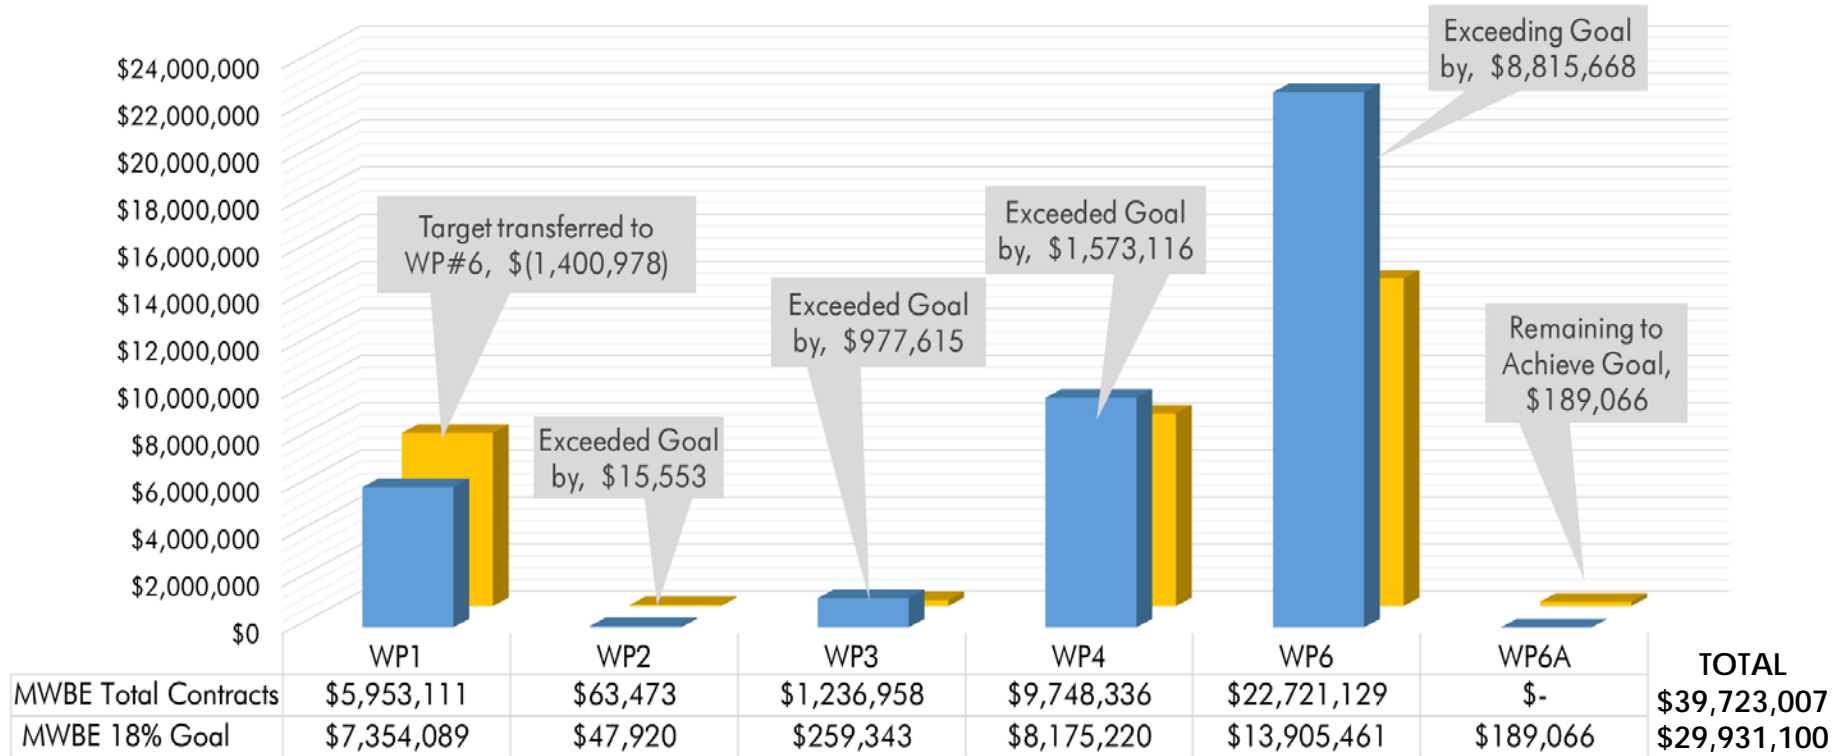 Exceeding Goal
by, $8,815,668
$24,000,000
$22,000,000
$20,000,000
$18,000,000
$16,000,000
$14,000,000
$12,000,000
$10,000,000
$8,000,000
$6,000,000
$4,000,000
$2,000,000
$0
Target transferred to
WP#6, $(1,400,978)
Exceeded Goal
by, $15,553
Exceeded Goal
by, $977,615
Exceeded Goal
by, $1,573,116
Remaining to
Achieve Goal,
$189,066
WP1 WP2 WP3 WP4 WP6 WP6A TOTAL
MWBE Total Contracts $5,953,111 $63,473 $1,236,958 $9,748,336 $22,721,129 $- $39,723,007
MWBE 18% Goal $7,354,089 $47,920 $259,343 $8,175,220 $13,905,461 $189,066 $29,931,100